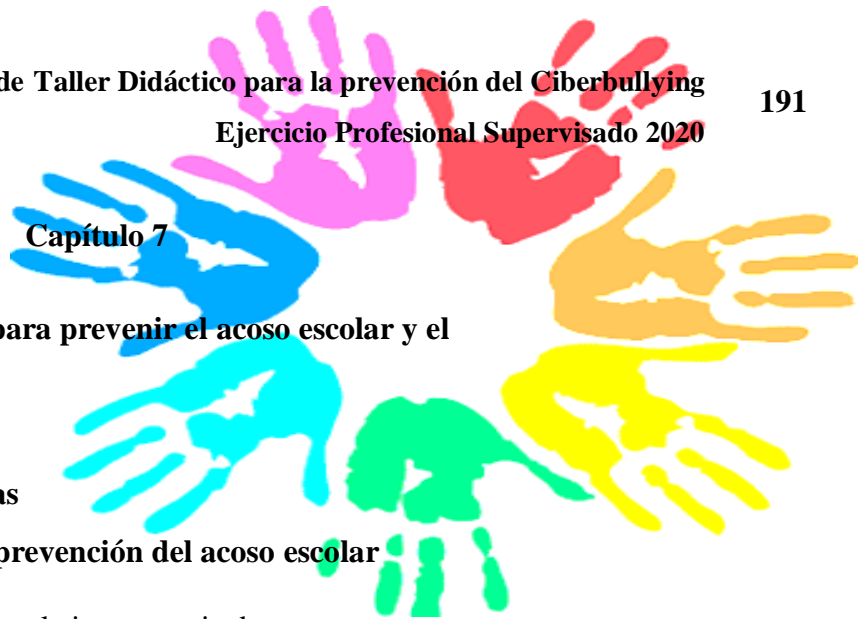 de Taller Didáctico para la prevención del Ciberbullying
191
Ejercicio Profesional Supervisado 2020
Capítulo 7
para prevenir el acoso escolar y el
as
prevención del acoso escolar